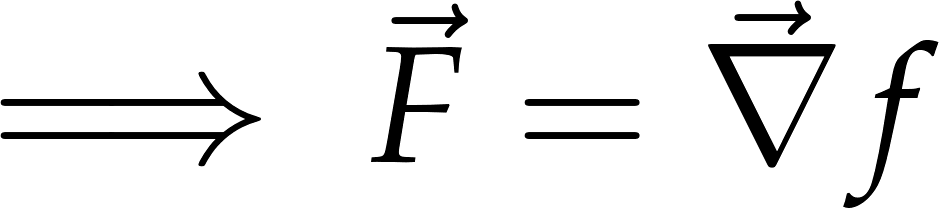 ⟹ F⃗ = ∇⃗f